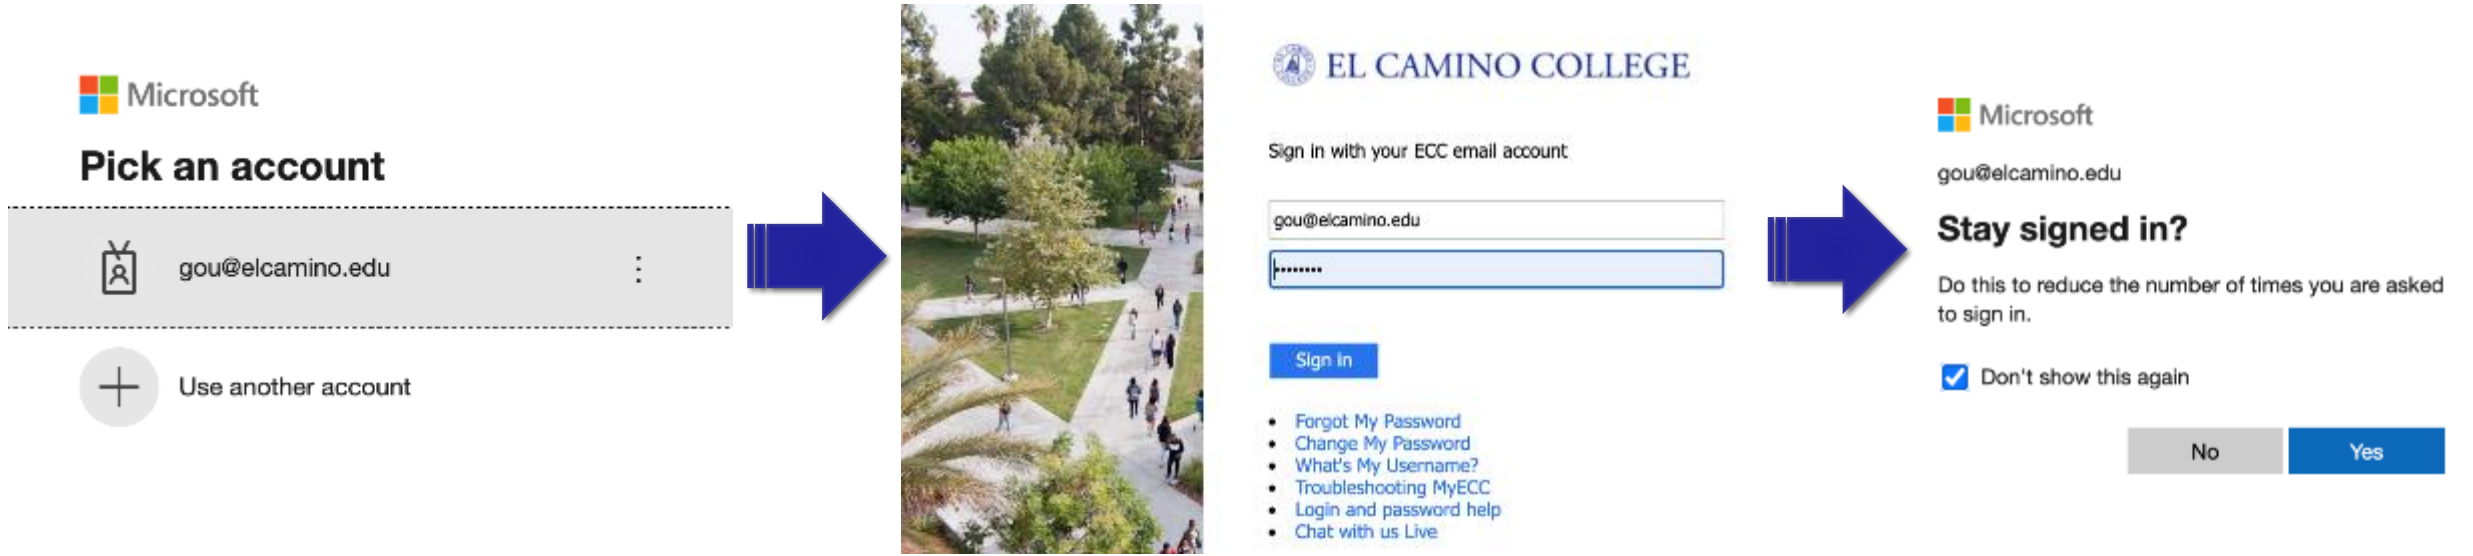 Microsoft
Pick an account
gou@elcamino.edu
Use another account
EL CAMINO COLLEGE
Sign in with your ECC email account
gou@elcamino.edu
••••••••
Sign in
• Forgot My Password
• Change My Password
• What's My Username?
• Troubleshooting MyECC
• Login and password help
• Chat with us Live
Microsoft
gou@elcamino.edu
Stay signed in?
Do this to reduce the number of times you are asked
to sign in.
Don't show this again
No
Yes